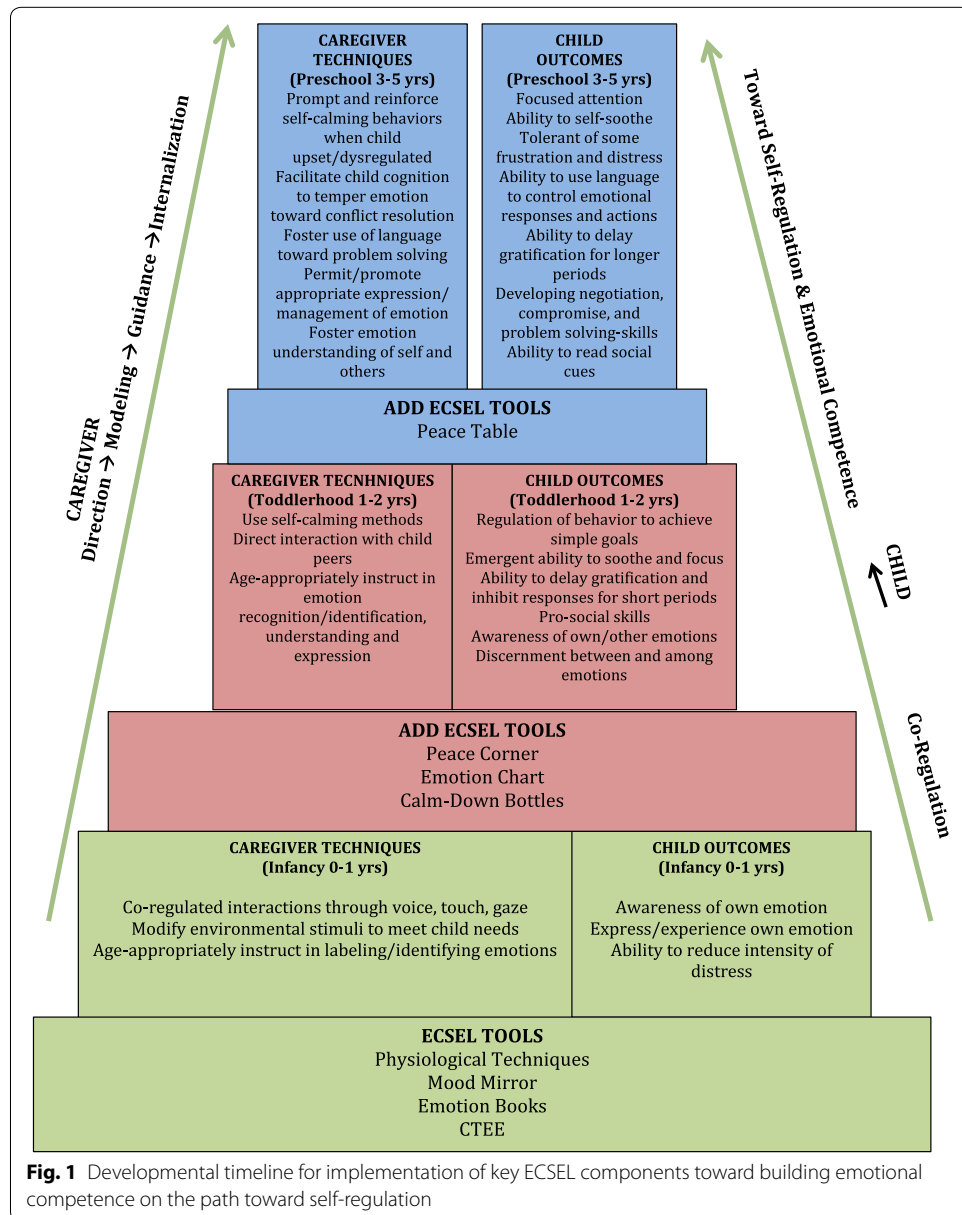 CAREGIVER
TECHNIQUES
(Preschool 3-5 yrs)
Prompt and reinforce
self-calming behaviors
when child
upset/dysregulated
Facilitate child cognition
to temper emotion
toward conflict resolution
Foster use of language
toward problem solving
Permit/promote
appropriate expression/
management of emotion
Foster emotion
understanding of self and
others
CHILD
OUTCOMES
(Preschool 3-5 yrs)
Focused attention
Ability to self-soothe
Tolerant of some
frustration and distress
Ability to use language
to control emotional
responses and actions
Ability to delay
gratification for longer
periods
Developing negotiation,
compromise, and
problem solving-skills
Ability to read social
cues
CAREGIVER
Direction → Modeling → Guidance →Internalization
Toward Self-Regulation & Emotional Competence
CHILD
Co-Regulation
ADD ECSEL TOOLS
Peace Table
CAREGIVER TECNHNIQUES
(Toddlerhood 1-2 yrs)
Use self-calming methods
Direct interaction with child
peers
Age-appropriately instruct in
emotion
recognition/identification,
understanding and
expression
CHILD OUTCOMES
(Toddlerhood 1-2 yrs)
Regulation of behavior to achieve
simple goals
Emergent ability to soothe and focus
Ability to delay gratification and
inhibit responses for short periods
Pro-social skills
Awareness of own/other emotions
Discernment between and among
emotions
ADD ECSEL TOOLS
Peace Corner
Emotion Chart
Calm-Down Bottles
CAREGIVER TECHNIQUES
(Infancy 0-1 yrs)
Co-regulated interactions through voice, touch, gaze
Modify environmental stimuli to meet child needs
Age-appropriately instruct in labeling/identifying emotions
CHILD OUTCOMES
(Infancy 0-1 yrs)
Awareness of own emotion
Express/experience own emotion
Ability to reduce intensity of
distress
ECSEL TOOLS
Physiological Techniques
Mood Mirror
Emotion Books
CTEE
Fig. 1 Developmental timeline for implementation of key ECSEL components toward building emotional
competence on the path toward self-regulation